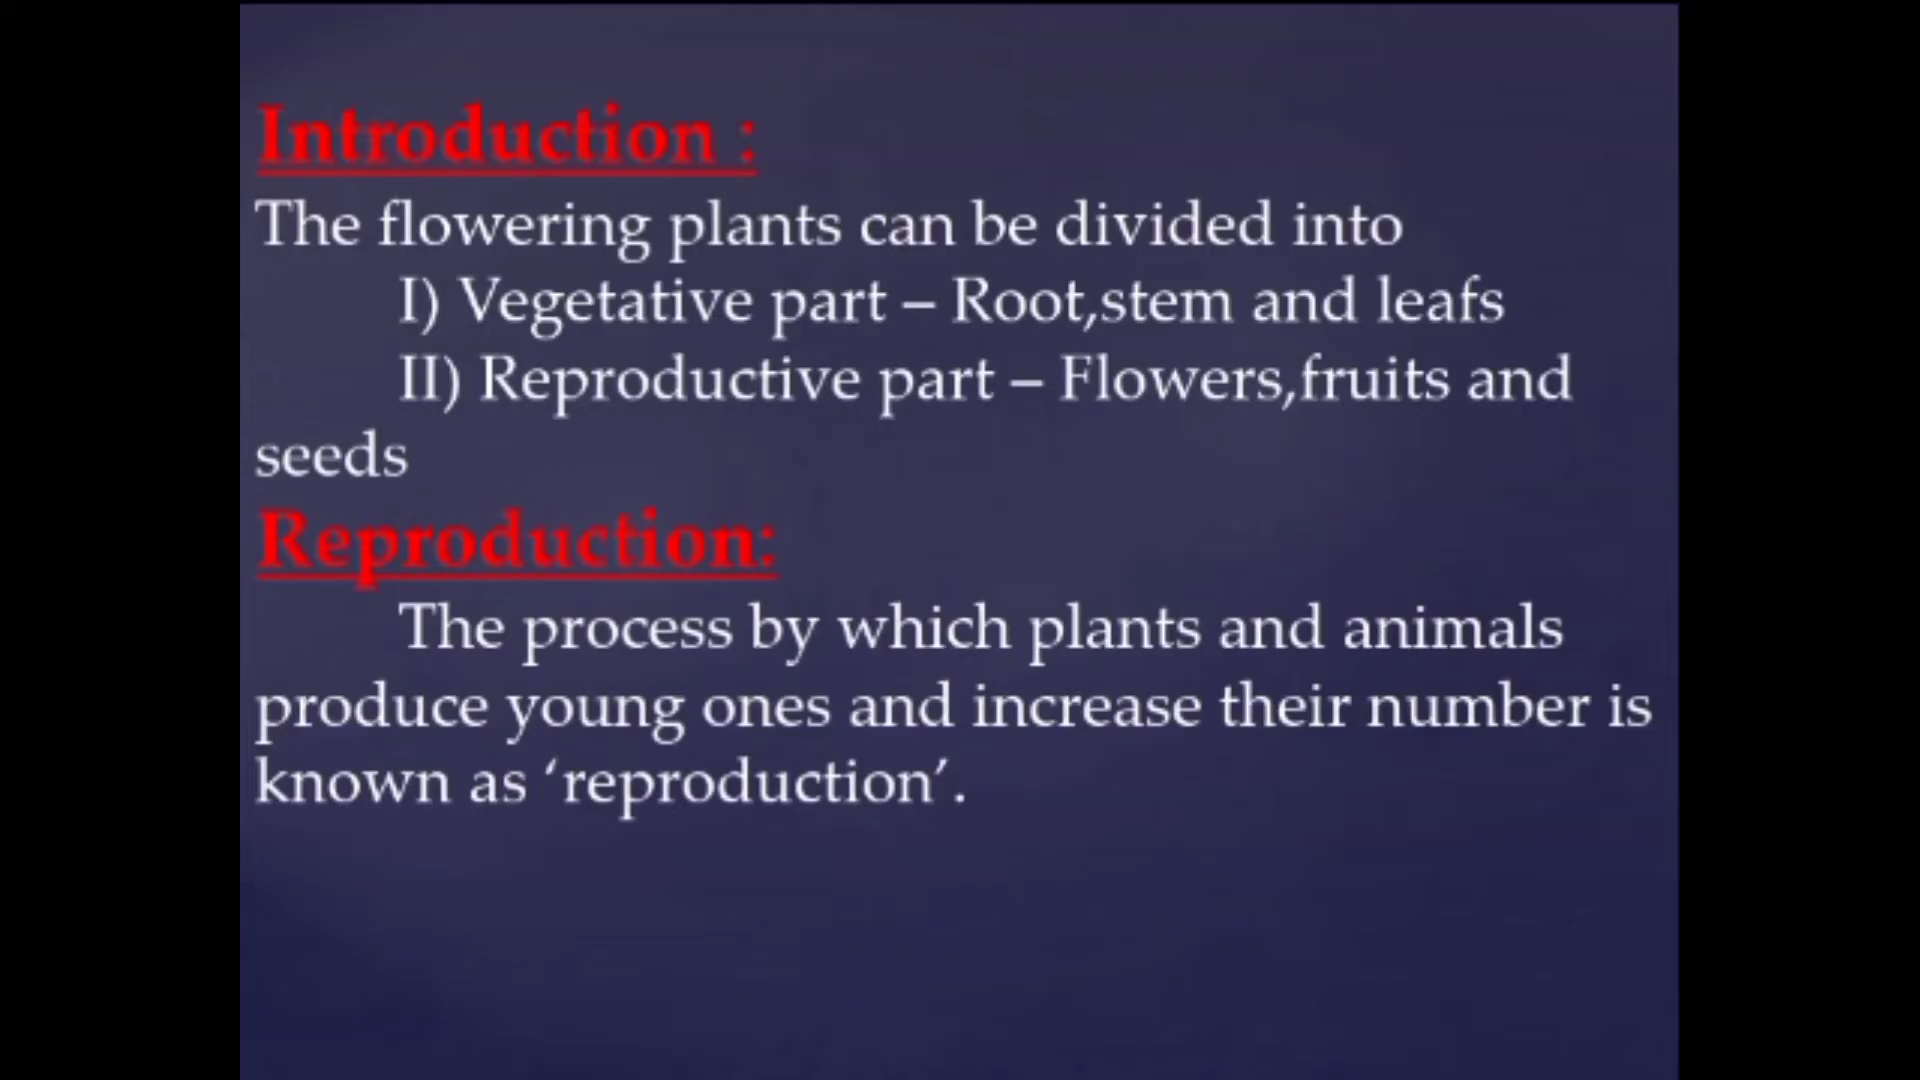 Introduction :
The flowering plants can be divided into
I) Vegetative part – Root,stem and leafs
II) Reproductive part – Flowers,fruits and
seeds
Reproduction:
The process by which plants and animals
produce young ones and increase their number is
known as ‘reproduction’.